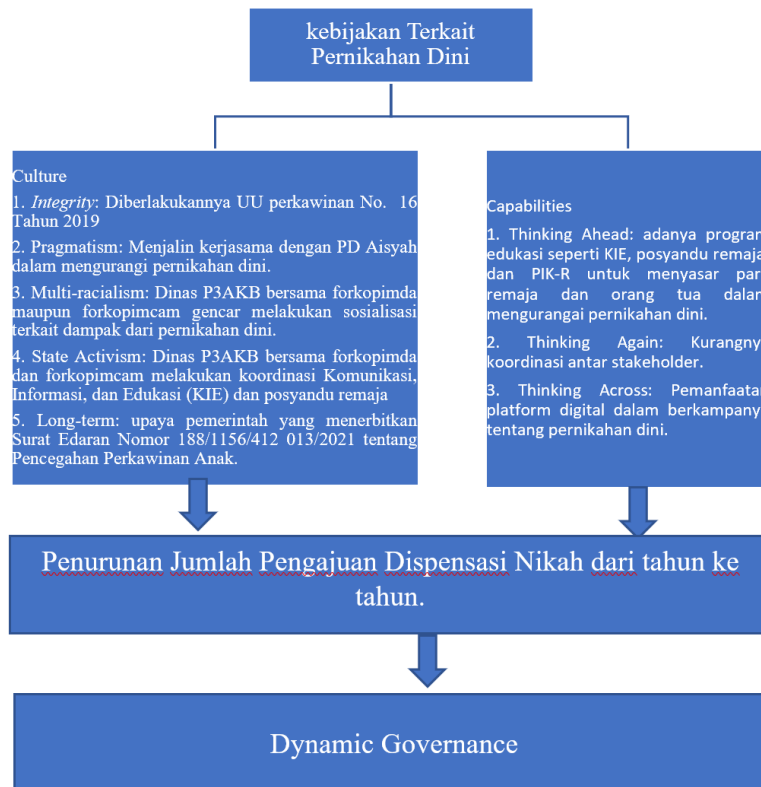 kebijakan Terkait
Pernikahan Dini
Culture
1. Integrity: Diberlakukannya UU perkawinan No. 16
Tahun 2019
2. Pragmatism: Menjalin kerjasama dengan PD Aisyah
dalam mengurangi pernikahan dini.
3. Multi-racialism: Dinas P3AKB bersama forkopimda
maupun forkopimcam gencar melakukan sosialisasi
terkait dampak dari pernikahan dini.
4. State Activism: Dinas P3AKB bersama forkopimda
dan forkopimcam melakukan koordinasi Komunikasi,
Informasi, dan Edukasi (KIE) dan posyandu remaja
5. Long-term: upaya pemerintah yang menerbitkan
Surat Edaran Nomor 188/1156/412 013/2021 tentang
Pencegahan Perkawinan Anak.
Capabilities
1. Thinking Ahead: adanya program
edukasi seperti KIE, posyandu remaja
dan PIK-R untuk menyasar par
remaja dan orang tua dalam
mengurangai pernikahan dini.
2. Thinking Again: Kurangny
koordinasi antar stakeholder.
3. Thinking Across: Pemanfaatan
platform digital dalam berkampany
tentang pernikahan dini.
Penurunan Jumlah Pengajuan Dispensasi Nikah dari tahun ke
tahun.
Dynamic Governance